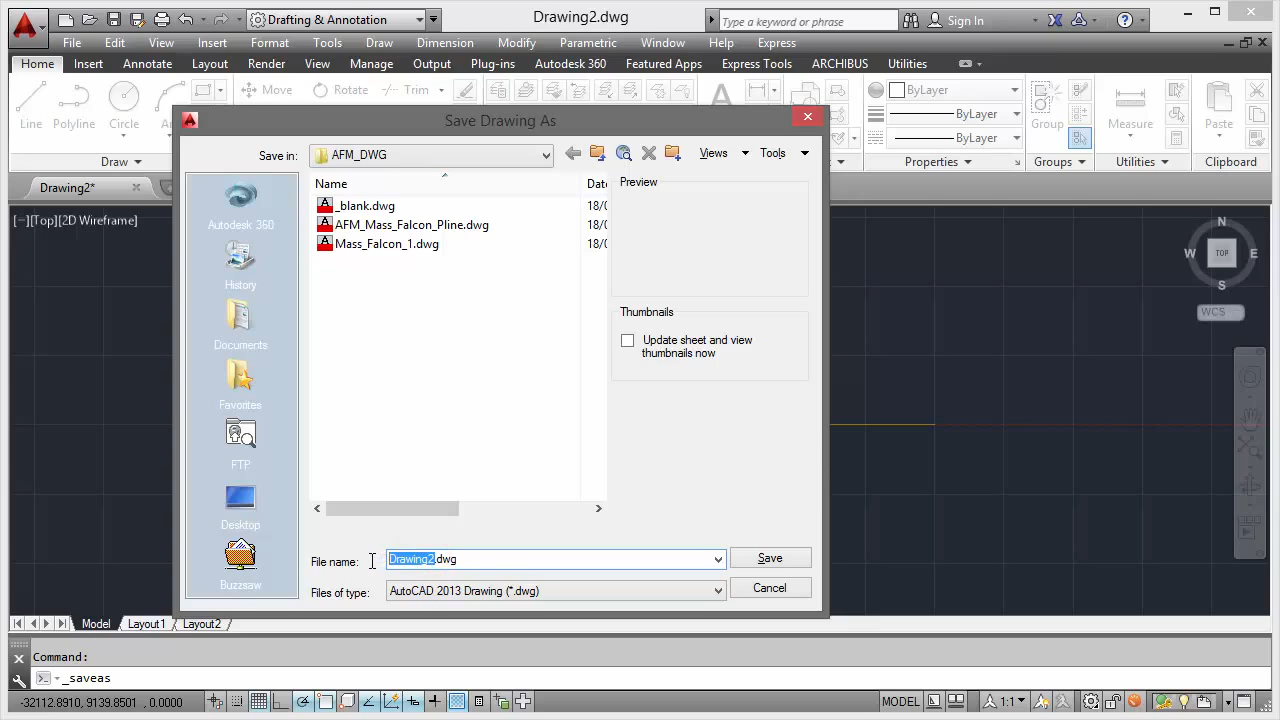 Drafting & Annotation
Drawing2.dwg
Type a keyword or phrase
Sign In
File Edit View Insert Format Tools Draw Dimension Modify Parametric Window Help Express
Home Insert Annotate Layout Render View Manage Output Plug-ins Autodesk 360 Featured Apps Express Tools ARCHIBUS Utilities
Line
Polyline
Circle
Move
Rotate
Trim
ByLayer
ByLayer
ByLayer
Group
Measure
Paste
Draw
Properties
Groups
Utilities
Clipboard
Drawing2*
[−][Top][2D Wireframe]
Save Drawing As
Save in:
AFM_DWG
Views
Tools
Autodesk 360
History
Documents
Favorites
FTP
Desktop
Buzzsaw
Name
_blank.dwg 18/0
AFM_Mass_Falcon_Pline.dwg 18/0
Mass_Falcon_1.dwg 18/0
Preview
Thumbnails
Update sheet and view
thumbnails now
File name: Drawing2.dwg
Save
Files of type: AutoCAD 2013 Drawing (*.dwg)
Cancel
N
W TOP E
S
WCS
Model Layout1 Layout2
Command:
_saveas
-32112.8910, 9139.8501 , 0.0000
MODEL
1:1